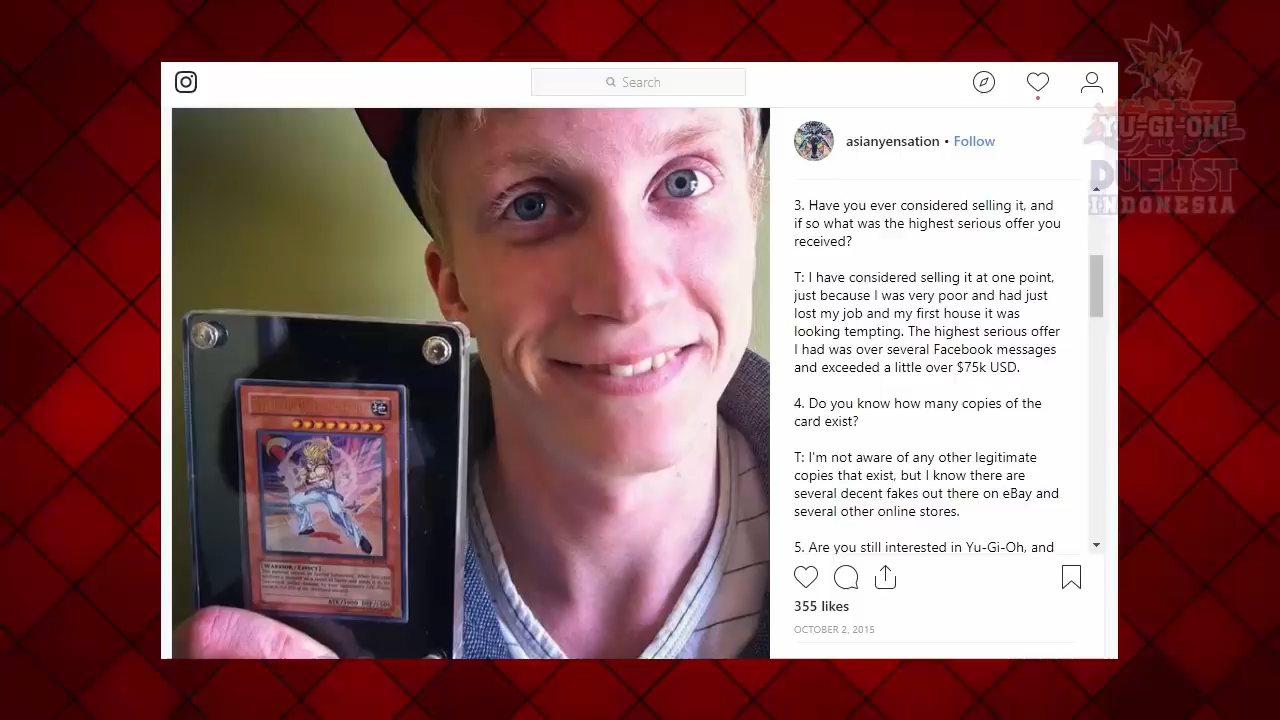 Search
YU-GI-OH!
DUELIST
INDONESIA
asianyensation • Follow
3. Have you ever considered selling it, and
if so what was the highest serious offer you
received?
T: I have considered selling it at one point,
just because I was very poor and had just
lost my job and my first house it was
looking tempting. The highest serious offer
I had was over several Facebook messages
and exceeded a little over $75k USD.
4. Do you know how many copies of the
card exist?
T: I'm not aware of any other legitimate
copies that exist, but I know there are
several decent fakes out there on eBay and
several other online stores.
5. Are you still interested in Yu-Gi-Oh, and
355 likes
OCTOBER 2, 2015
地
[WARRIOR/EFFECT]